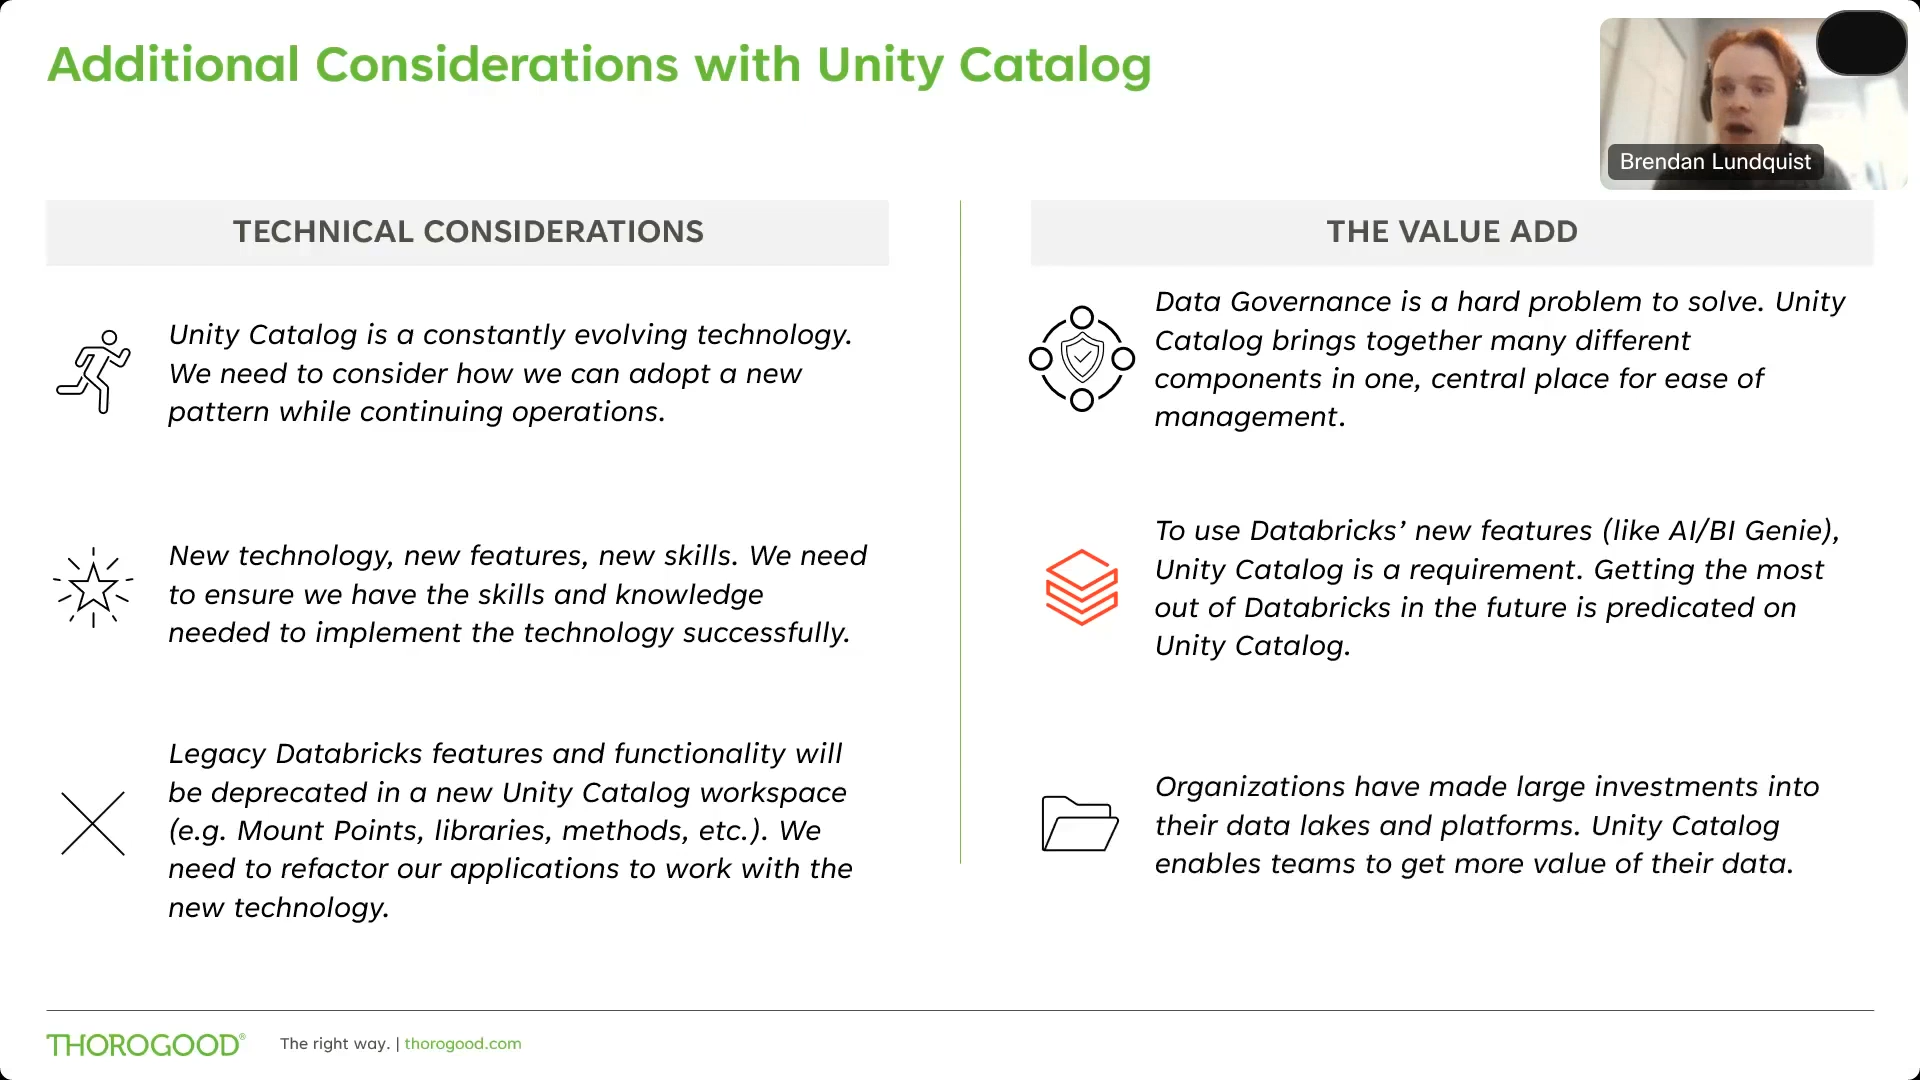 Additional Considerations with Unity Catalog
Brendan Lundquist
TECHNICAL CONSIDERATIONS
Unity Catalog is a constantly evolving technology.
We need to consider how we can adopt a new
pattern while continuing operations.
New technology, new features, new skills. We need
to ensure we have the skills and knowledge
needed to implement the technology successfully.
Legacy Databricks features and functionality will
be deprecated in a new Unity Catalog workspace
(e.g. Mount Points, libraries, methods, etc.). We
need to refactor our applications to work with the
new technology.
THE VALUE ADD
Data Governance is a hard problem to solve. Unity
Catalog brings together many different
components in one, central place for ease of
management.
To use Databricks’ new features (like AI/BI Genie),
Unity Catalog is a requirement. Getting the most
out of Databricks in the future is predicated on
Unity Catalog.
Organizations have made large investments into
their data lakes and platforms. Unity Catalog
enables teams to get more value of their data.
THOROGOOD® The right way. | thorogood.com